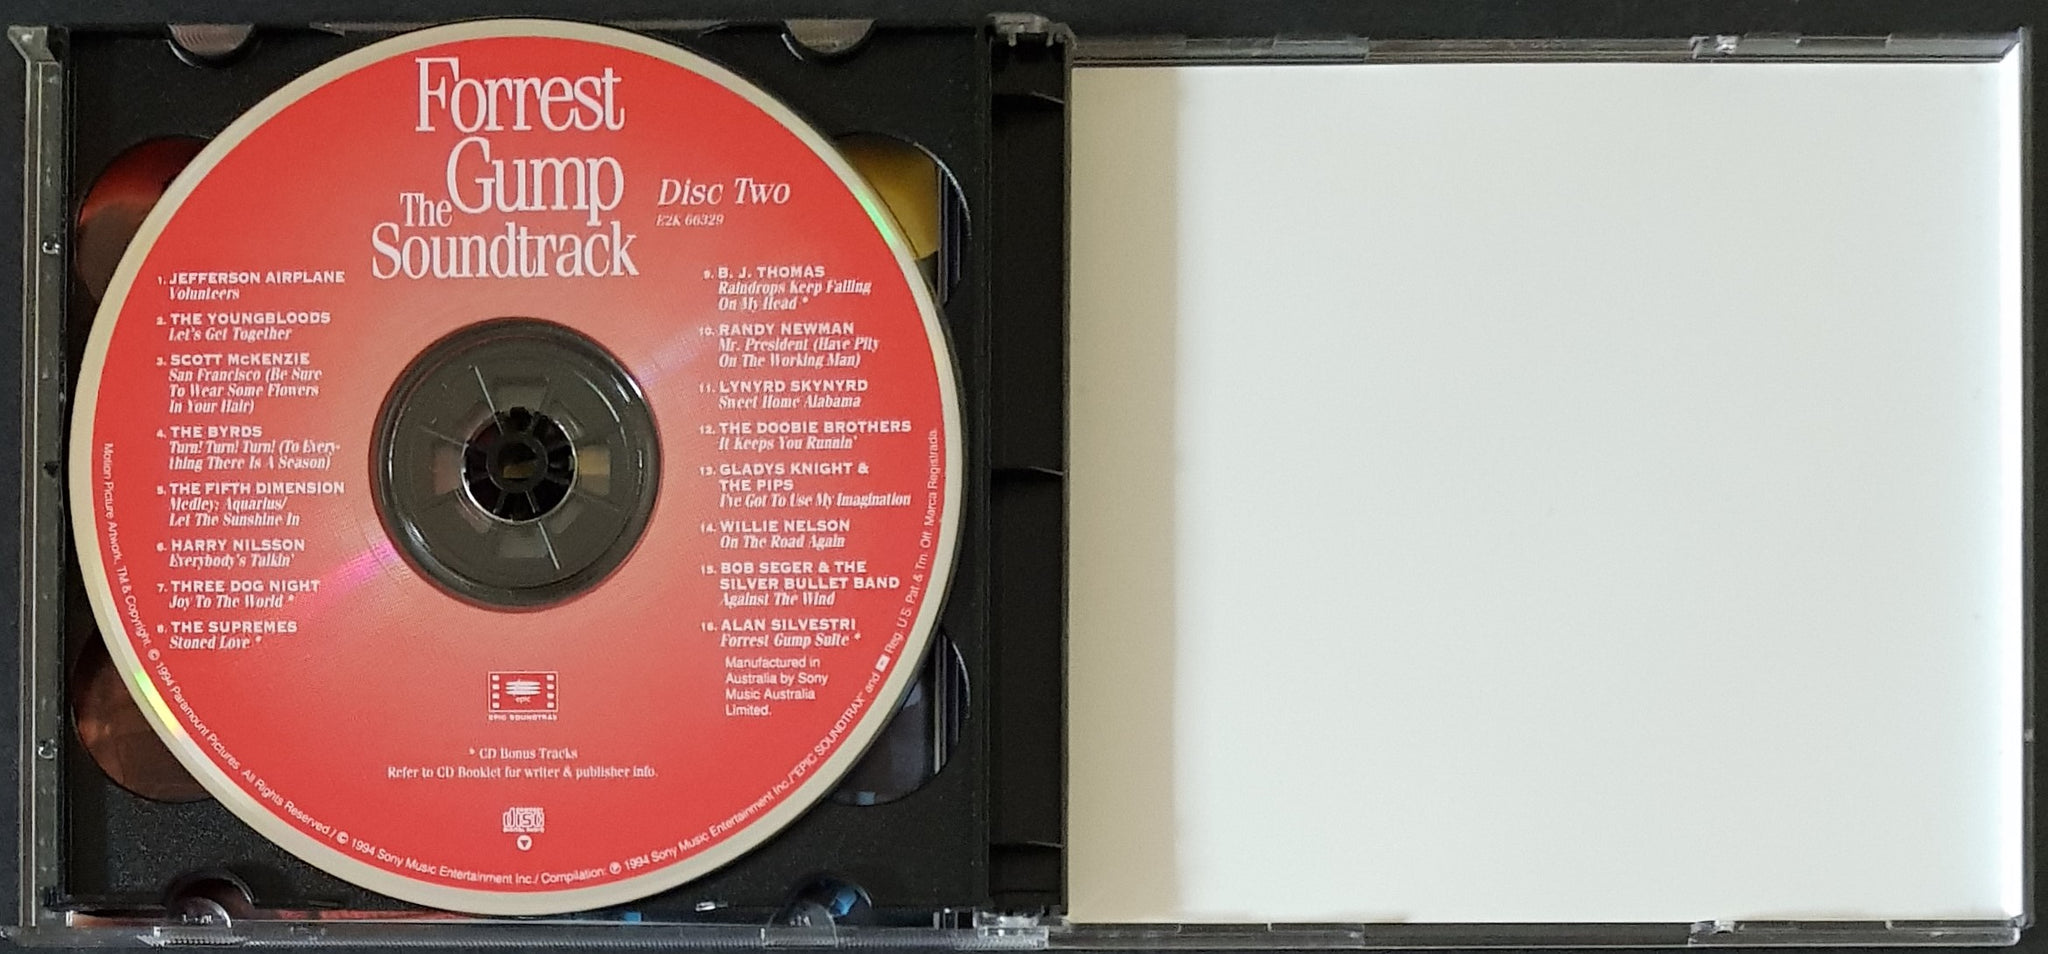 Forrest
Gump
The
Soundtrack
Disc Two
E2K 66329
1. JEFFERSON AIRPLANE
Volunteers
2. THE YOUNGBLOODS
Let's Get Together
3. SCOTT McKENZIE
San Francisco (Be Sure
To Wear Some Flowers
In Your Hair)
4. THE BYRDS
Turn! Turn! Turn! (To Every-
thing There Is A Season)
5. THE FIFTH DIMENSION
Medley: Aquarius/
Let The Sunshine In
6. HARRY NILSSON
Everybody's Talkin'
7. THREE DOG NIGHT
Joy To The World *
8. THE SUPREMES
Stoned Love *
9. B. J. THOMAS
Raindrops Keep Falling
On My Head *
10. RANDY NEWMAN
Mr. President (Have Pity
On The Working Man)
11. LYNYRD SKYNYRD
Sweet Home Alabama
12. THE DOOBIE BROTHERS
It Keeps You Runnin'
13. GLADYS KNIGHT &
THE PIPS
I've Got To Use My Imagination
14. WILLIE NELSON
On The Road Again
15. BOB SEGER & THE
SILVER BULLET BAND
Against The Wind
16. ALAN SILVESTRI
Forrest Gump Suite *
Manufactured in
Australia by Sony
Music Australia
Limited.
epic
EPIC SOUNDTRAX
* CD Bonus Tracks
Refer to CD Booklet for writer & publisher info.
COMPACT
disc
DIGITAL AUDIO
Motion Picture Artwork, TM & Copyright © 1994 Paramount Pictures. All Rights Reserved / © 1994 Sony Music Entertainment Inc./ Compilation: ℗ 1994 Sony Music Entertainment Inc./"EPIC SOUNDTRAX" and Reg. U.S. Pat. & Tm. Off. Marca Registrada.